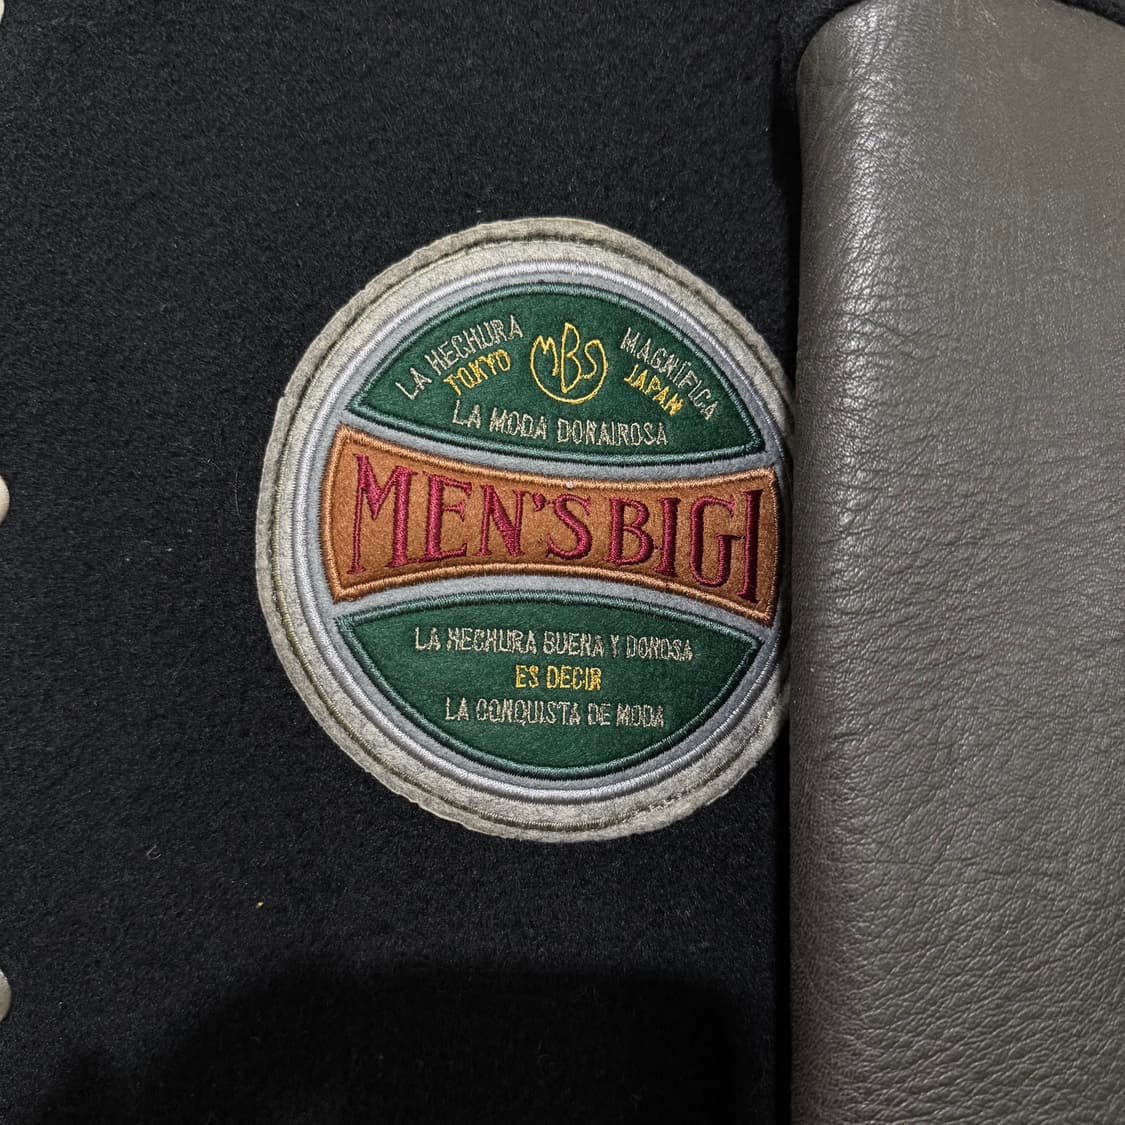 LA HECHURA MAGNÍFICA
TOKYO MBS JAPAN
LA MODA DONAIROSA
MEN'S BIGI
LA HECHURA BUENA Y DONOSA
ES DECIR
LA CONQUISTA DE MODA